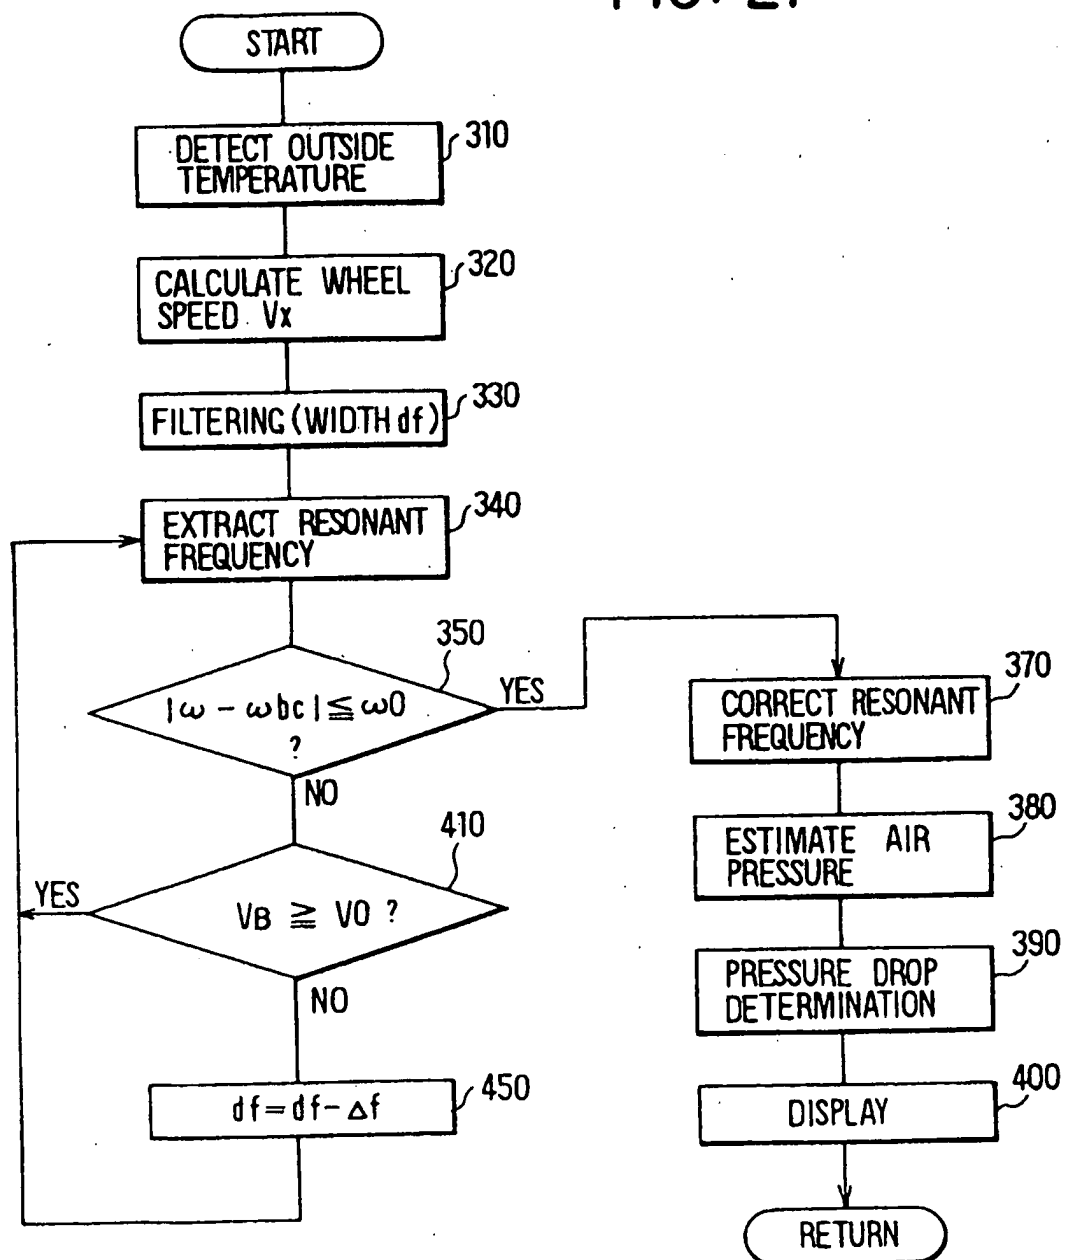 START
310
DETECT OUTSIDE
TEMPERATURE
320
CALCULATE WHEEL
SPEED Vx
330
FILTERING (WIDTH df)
340
EXTRACT RESONANT
FREQUENCY
350
|ω - ωbc| ≦ ω0
?
YES
NO
410
VB ≧ V0 ?
YES
NO
450
df=df-Δf
370
CORRECT RESONANT
FREQUENCY
380
ESTIMATE AIR
PRESSURE
390
PRESSURE DROP
DETERMINATION
400
DISPLAY
RETURN